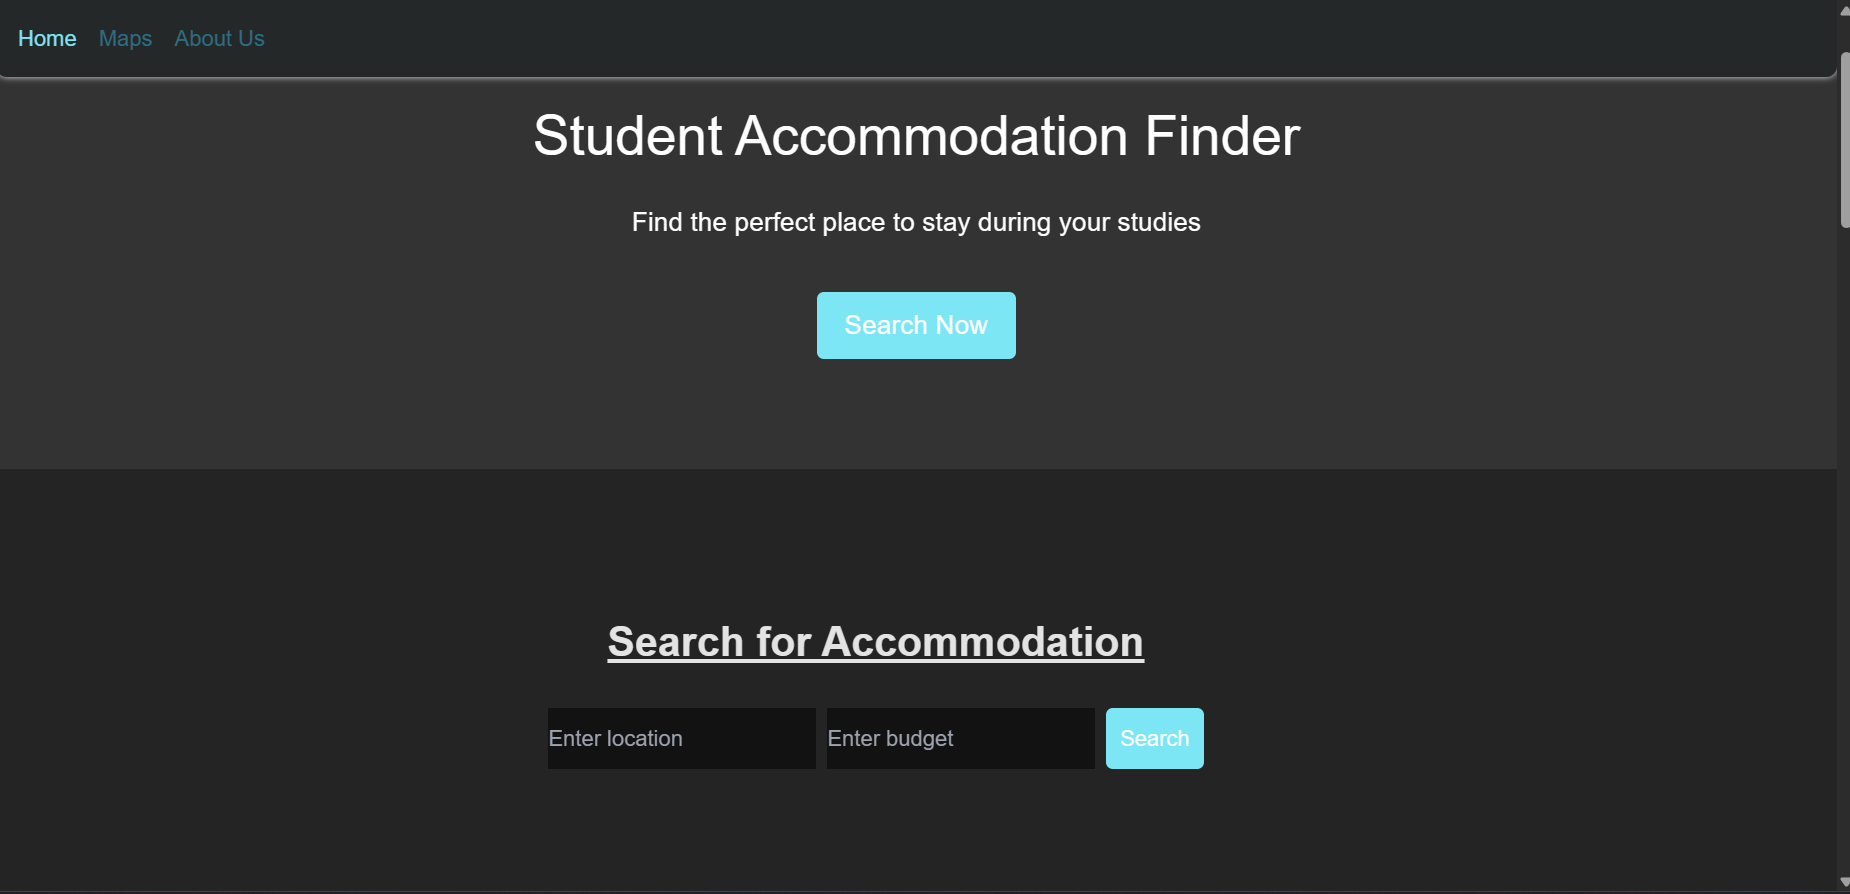 Home Maps About Us
Student Accommodation Finder
Find the perfect place to stay during your studies
Search Now
Search for Accommodation
Enter location Enter budget Search